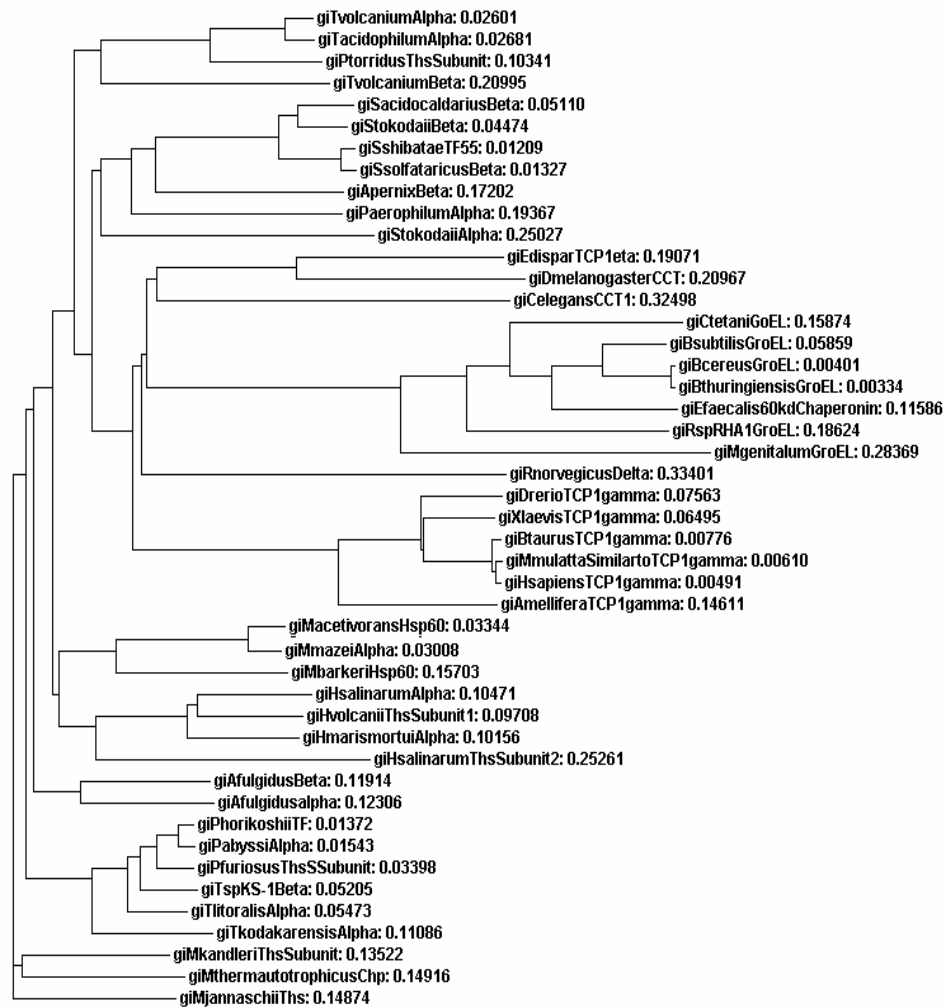 giTvolcaniumAlpha: 0.02601
giTacidophilumAlpha: 0.02681
giPtorridusThsSubunit: 0.10341
giTvolcaniumBeta: 0.20995
giSacidocaldariusBeta: 0.05110
giStokodaiiBeta: 0.04474
giSshibataeTF55: 0.01209
giSsolfataricusBeta: 0.01327
giApernixBeta: 0.17202
giPaerophilumAlpha: 0.19367
giStokodaiiAlpha: 0.25027
giEdisparTCP1eta: 0.19071
giDmelanogasterCCT: 0.20967
giCelegansCCT1: 0.32498
giCtetaniGoEL: 0.15874
giBsubtilisGroEL: 0.05859
giBcereusGroEL: 0.00401
giBthuringiensisGroEL: 0.00334
giEfaecalis60kdChaperonin: 0.11586
giRspRHA1GroEL: 0.18624
giMgenitalumGroEL: 0.28369
giRnorvegicusDelta: 0.33401
giDrerioTCP1gamma: 0.07563
giXlaevisTCP1gamma: 0.06495
giBtaurusTCP1gamma: 0.00776
giMmulattaSimilartoTCP1gamma: 0.00610
giHsapiensTCP1gamma: 0.00491
giAmelliferaTCP1gamma: 0.14611
giMacetivoransHsp60: 0.03344
giMmazeiAlpha: 0.03008
giMbarkeriHsp60: 0.15703
giHsalinarumAlpha: 0.10471
giHvolcaniiThsSubunit1: 0.09708
giHmarismortuiAlpha: 0.10156
giHsalinarumThsSubunit2: 0.25261
giAfulgidusBeta: 0.11914
giAfulgidusalpha: 0.12306
giPhorikoshiiTF: 0.01372
giPabyssiAlpha: 0.01543
giPfuriosusThsSSubunit: 0.03398
giTspKS-1Beta: 0.05205
giTlitoralisAlpha: 0.05473
giTkodakarensisAlpha: 0.11086
giMkandleriThsSubunit: 0.13522
giMthermautotrophicusChp: 0.14916
giMjannaschiiThs: 0.14874